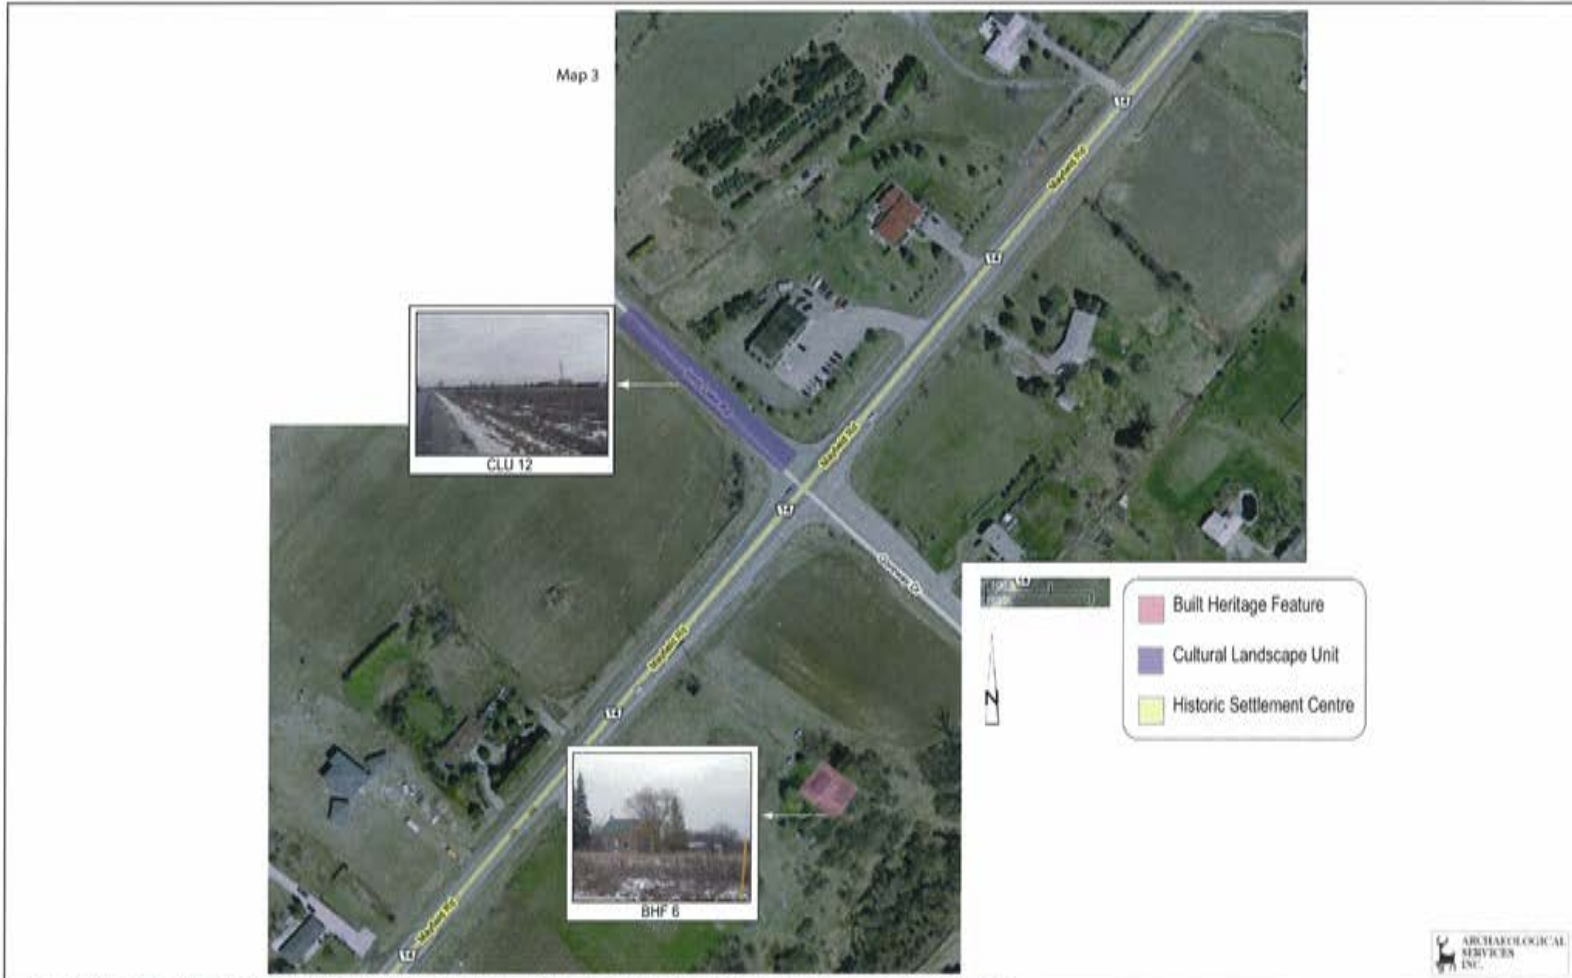 Map 3
14
Mayfield Rd
14
CLU 12
Mayfield Rd
14
Built Heritage Feature
Cultural Landscape Unit
Mayfield Rd
N
Historic Settlement Centre
14
BHF 6
Mayfield Rd
14
ARCHAEOLOGICAL
SERVICES
INC.